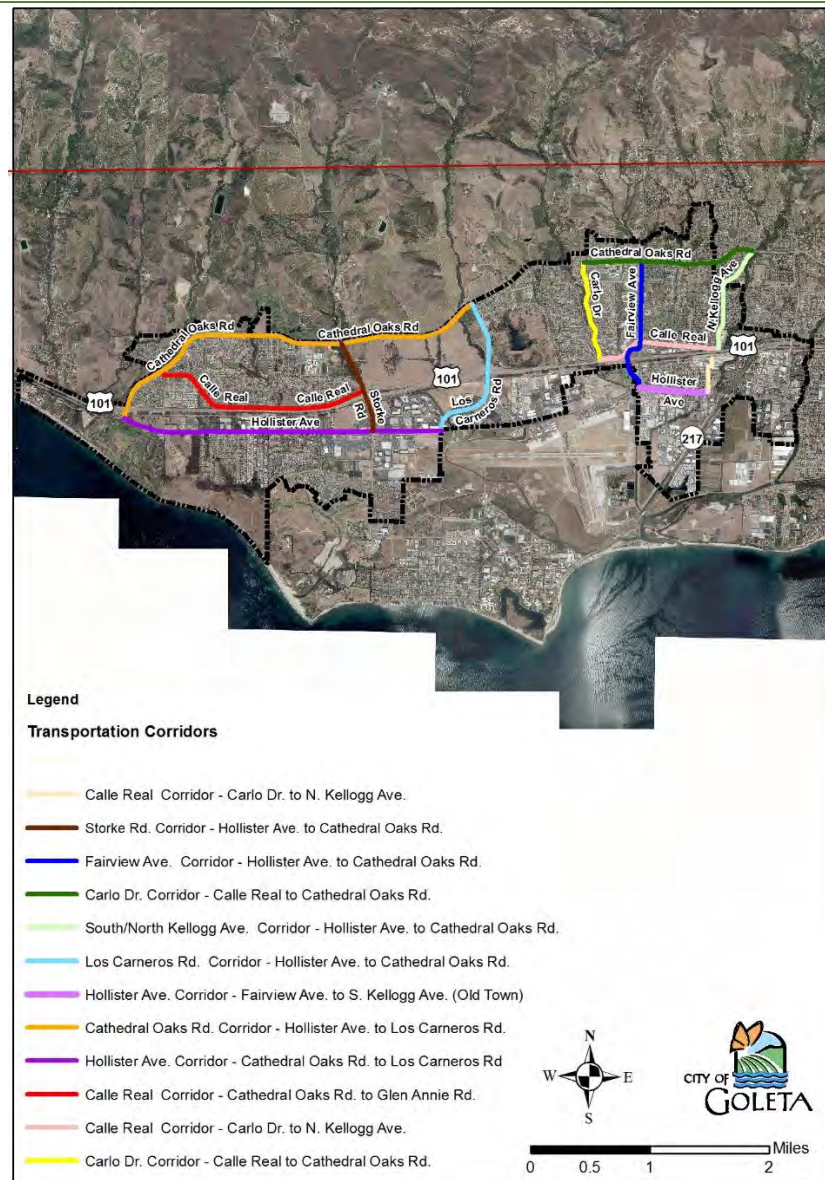 Cathedral Oaks Rd
Carlo Dr
Fairview Ave
N.Kellogg Ave
Calle Real
101
Hollister
Ave
217
Cathedral Oaks Rd
Cathedral Oaks Rd
101
Calle Real
Calle Real
Storke
Rd
Los
Carneros Rd
101
Hollister Ave
Legend
Transportation Corridors
Calle Real Corridor - Carlo Dr. to N. Kellogg Ave.
Storke Rd. Corridor - Hollister Ave. to Cathedral Oaks Rd.
Fairview Ave. Corridor - Hollister Ave. to Cathedral Oaks Rd.
Carlo Dr. Corridor - Calle Real to Cathedral Oaks Rd.
South/North Kellogg Ave. Corridor - Hollister Ave. to Cathedral Oaks Rd.
Los Carneros Rd. Corridor - Hollister Ave. to Cathedral Oaks Rd.
Hollister Ave. Corridor - Fairview Ave. to S. Kellogg Ave. (Old Town)
Cathedral Oaks Rd. Corridor - Hollister Ave. to Los Carneros Rd.
Hollister Ave. Corridor - Cathedral Oaks Rd. to Los Carneros Rd
Calle Real Corridor - Cathedral Oaks Rd. to Glen Annie Rd.
Calle Real Corridor - Carlo Dr. to N. Kellogg Ave.
Carlo Dr. Corridor - Calle Real to Cathedral Oaks Rd.
N
W E
S
CITY OF
GOLETA
Miles
0 0.5 1 2